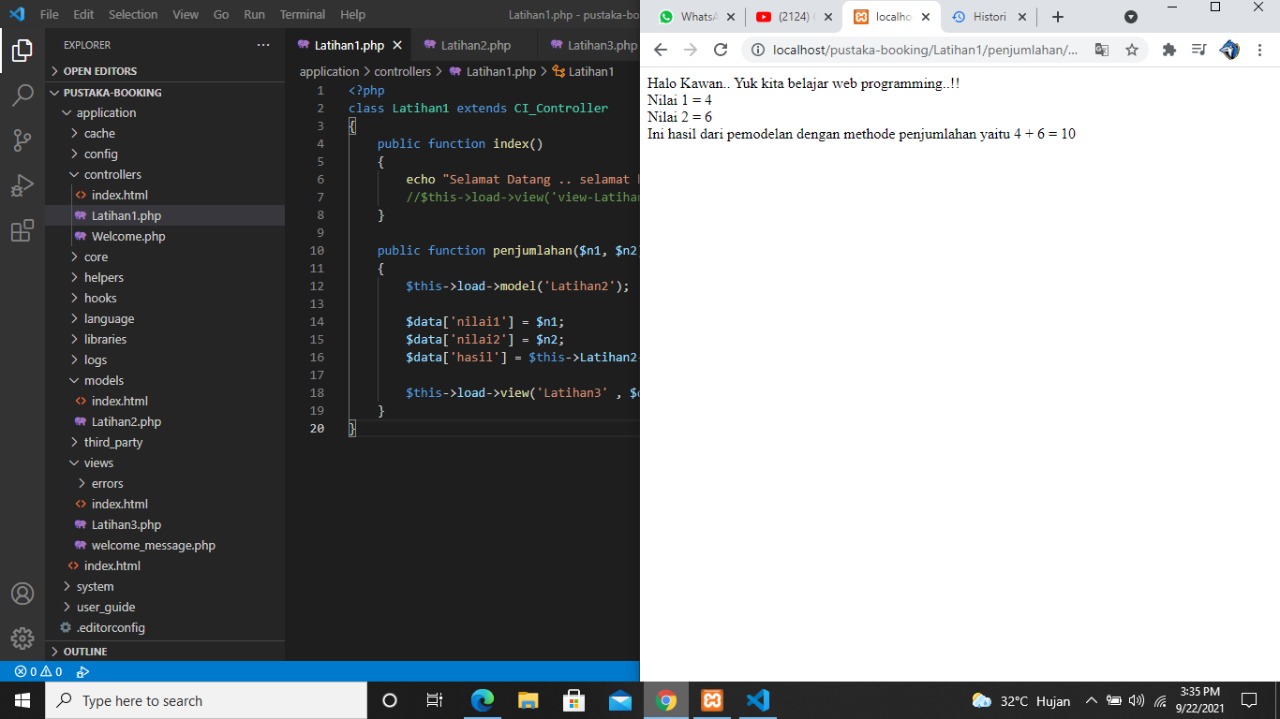 File Edit Selection View Go Run Terminal Help Latihan1.php - pustaka-bo
EXPLORER ...
OPEN EDITORS
PUSTAKA-BOOKING
application
cache
config
controllers
index.html
Latihan1.php
Welcome.php
core
helpers
hooks
language
libraries
logs
models
index.html
Latihan2.php
third_party
views
errors
index.html
Latihan3.php
welcome_message.php
index.html
system
user_guide
.editorconfig
OUTLINE
0 0
Latihan1.php Latihan2.php Latihan3.php
application > controllers > Latihan1.php > Latihan1
1 <?php
2 class Latihan1 extends CI_Controller
3 {
4 public function index()
5 {
6 echo "Selamat Datang .. selamat
7 //$this->load->view('view-Latihan
8 }
9
10 public function penjumlahan($n1, $n2
11 {
12 $this->load->model('Latihan2');
13
14 $data['nilai1'] = $n1;
15 $data['nilai2'] = $n2;
16 $data['hasil'] = $this->Latihan2
17
18 $this->load->view('Latihan3' , $
19 }
20 }
WhatsA (2124) localho Histori
localhost/pustaka-booking/Latihan1/penjumlahan/...
Halo Kawan.. Yuk kita belajar web programming..!!
Nilai 1 = 4
Nilai 2 = 6
Ini hasil dari pemodelan dengan methode penjumlahan yaitu 4 + 6 = 10
Type here to search
32°C Hujan
3:35 PM
9/22/2021